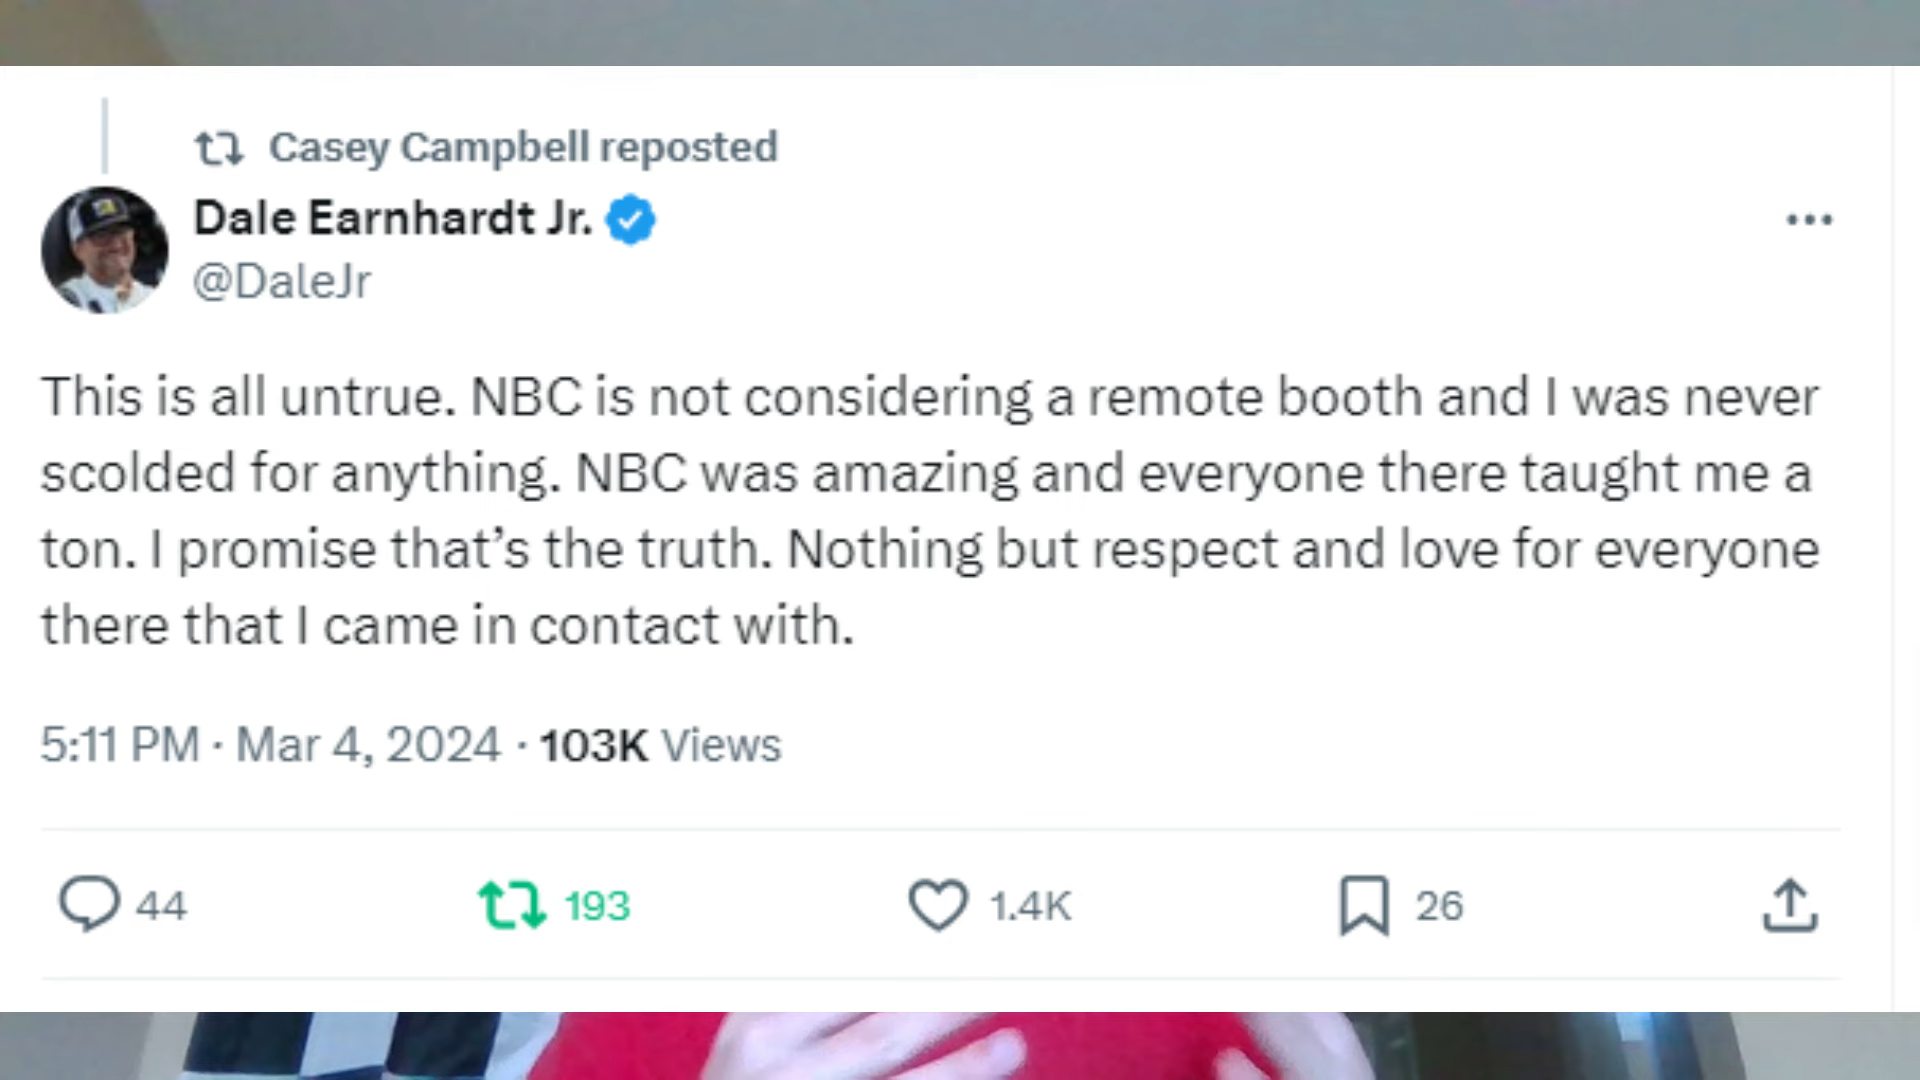 Casey Campbell reposted
Dale Earnhardt Jr.
@DaleJr
This is all untrue. NBC is not considering a remote booth and I was never
scolded for anything. NBC was amazing and everyone there taught me a
ton. I promise that’s the truth. Nothing but respect and love for everyone
there that I came in contact with.
5:11 PM · Mar 4, 2024 · 103K Views
44 193 1.4K 26